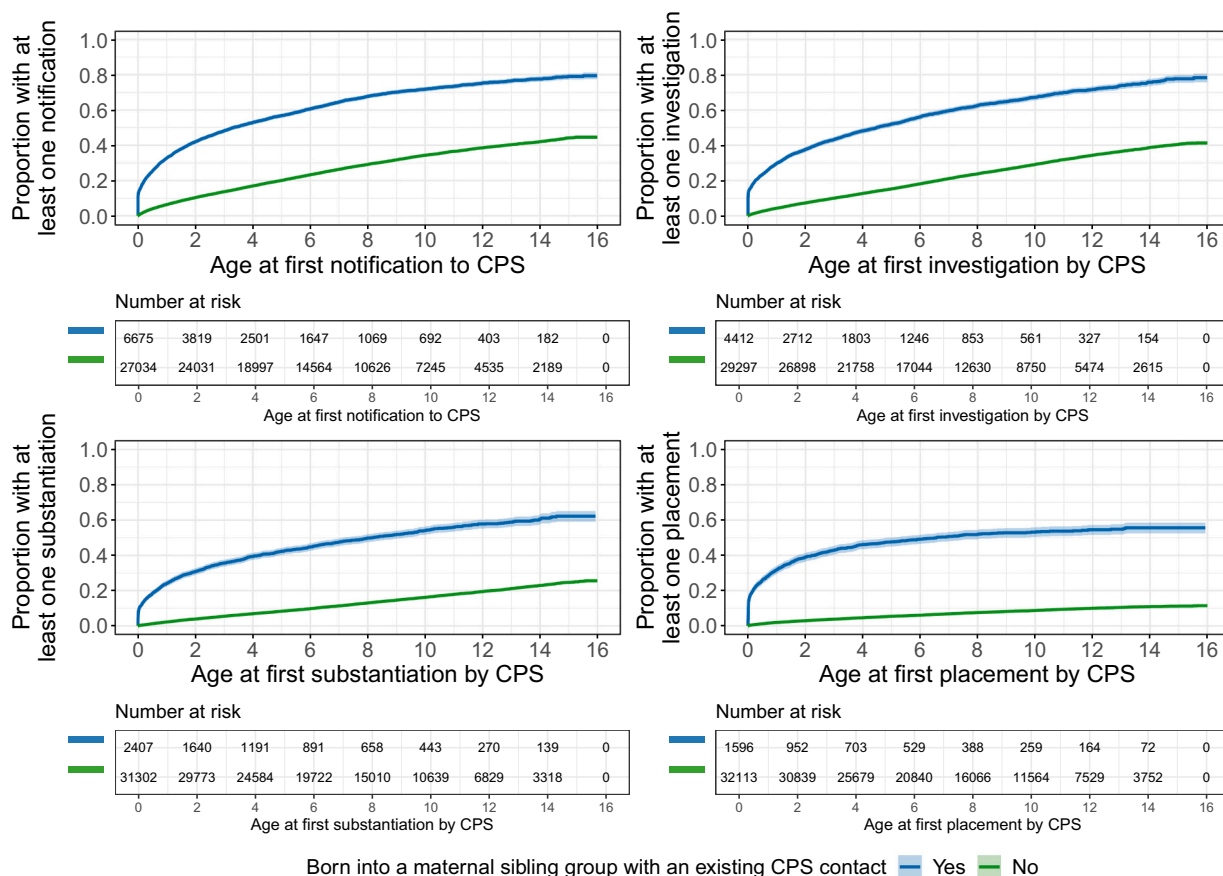 Proportion with at
least one notification
1.0
0.8
0.6
0.4
0.2
0.0
0 2 4 6 8 10 12 14 16
Age at first notification to CPS
Number at risk
6675 3819 2501 1647 1069 692 403 182 0
27034 24031 18997 14564 10626 7245 4535 2189 0
0 2 4 6 8 10 12 14 16
Age at first notification to CPS
Proportion with at
least one investigation
1.0
0.8
0.6
0.4
0.2
0.0
0 2 4 6 8 10 12 14 16
Age at first investigation by CPS
Number at risk
4412 2712 1803 1246 853 561 327 154 0
29297 26898 21758 17044 12630 8750 5474 2615 0
0 2 4 6 8 10 12 14 16
Age at first investigation by CPS
Proportion with at
least one substantiation
1.0
0.8
0.6
0.4
0.2
0.0
0 2 4 6 8 10 12 14 16
Age at first substantiation by CPS
Number at risk
2407 1640 1191 891 658 443 270 139 0
31302 29773 24584 19722 15010 10639 6829 3318 0
0 2 4 6 8 10 12 14 16
Age at first substantiation by CPS
Proportion with at
least one placement
1.0
0.8
0.6
0.4
0.2
0.0
0 2 4 6 8 10 12 14 16
Age at first placement by CPS
Number at risk
1596 952 703 529 388 259 164 72 0
32113 30839 25679 20840 16066 11564 7529 3752 0
0 2 4 6 8 10 12 14 16
Age at first placement by CPS
Born into a maternal sibling group with an existing CPS contact Yes No